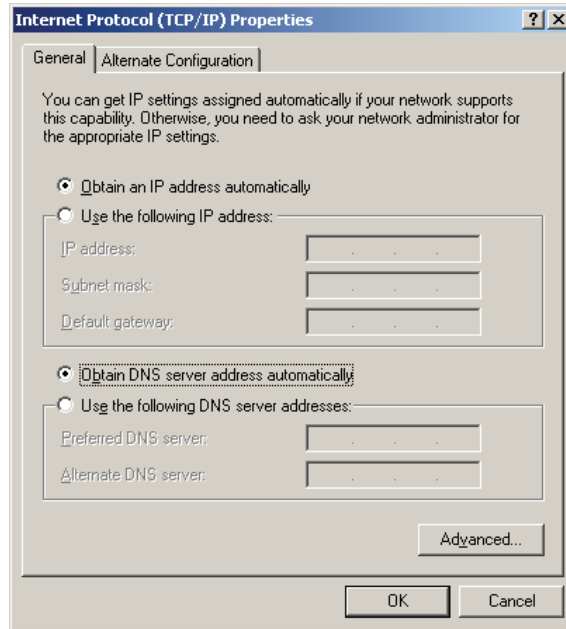 Internet Protocol (TCP/IP) Properties
General Alternate Configuration
You can get IP settings assigned automatically if your network supports
this capability. Otherwise, you need to ask your network administrator for
the appropriate IP settings.
Obtain an IP address automatically
Use the following IP address:
IP address:
Subnet mask:
Default gateway:
Obtain DNS server address automatically
Use the following DNS server addresses:
Preferred DNS server:
Alternate DNS server:
Advanced...
OK Cancel